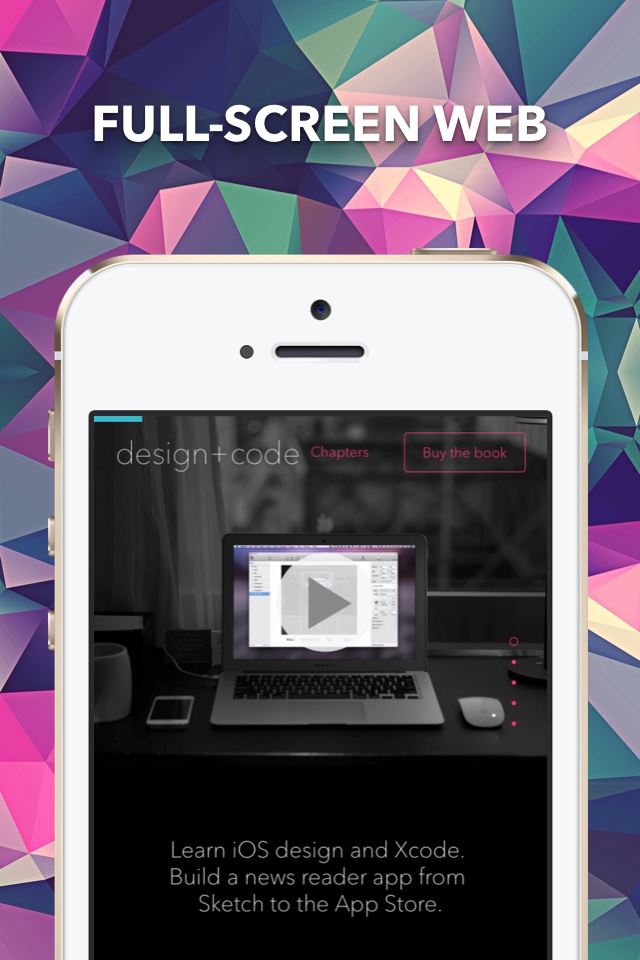 FULL-SCREEN WEB
design+code Chapters Buy the book
Learn iOS design and Xcode.
Build a news reader app from
Sketch to the App Store.